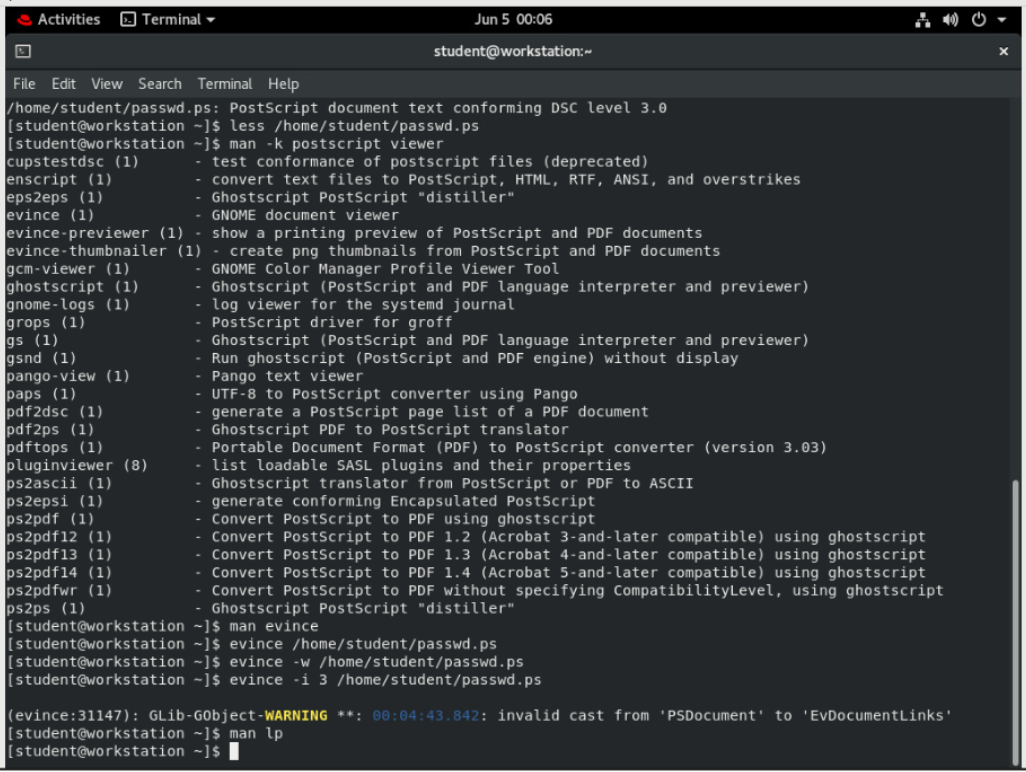 Activities Terminal Jun 5 00:06
student@workstation:~
File Edit View Search Terminal Help
/home/student/passwd.ps: PostScript document text conforming DSC level 3.0
[student@workstation ~]$ less /home/student/passwd.ps
[student@workstation ~]$ man -k postscript viewer
cupstestdsc (1) - test conformance of postscript files (deprecated)
enscript (1) - convert text files to PostScript, HTML, RTF, ANSI, and overstrikes
eps2eps (1) - Ghostscript PostScript "distiller"
evince (1) - GNOME document viewer
evince-previewer (1) - show a printing preview of PostScript and PDF documents
evince-thumbnailer (1) - create png thumbnails from PostScript and PDF documents
gcm-viewer (1) - GNOME Color Manager Profile Viewer Tool
ghostscript (1) - Ghostscript (PostScript and PDF language interpreter and previewer)
gnome-logs (1) - log viewer for the systemd journal
grops (1) - PostScript driver for groff
gs (1) - Ghostscript (PostScript and PDF language interpreter and previewer)
gsnd (1) - Run ghostscript (PostScript and PDF engine) without display
pango-view (1) - Pango text viewer
paps (1) - UTF-8 to PostScript converter using Pango
pdf2dsc (1) - generate a PostScript page list of a PDF document
pdf2ps (1) - Ghostscript PDF to PostScript translator
pdftops (1) - Portable Document Format (PDF) to PostScript converter (version 3.03)
pluginviewer (8) - list loadable SASL plugins and their properties
ps2ascii (1) - Ghostscript translator from PostScript or PDF to ASCII
ps2epsi (1) - generate conforming Encapsulated PostScript
ps2pdf (1) - Convert PostScript to PDF using ghostscript
ps2pdf12 (1) - Convert PostScript to PDF 1.2 (Acrobat 3-and-later compatible) using ghostscript
ps2pdf13 (1) - Convert PostScript to PDF 1.3 (Acrobat 4-and-later compatible) using ghostscript
ps2pdf14 (1) - Convert PostScript to PDF 1.4 (Acrobat 5-and-later compatible) using ghostscript
ps2pdfwr (1) - Convert PostScript to PDF without specifying CompatibilityLevel, using ghostscript
ps2ps (1) - Ghostscript PostScript "distiller"
[student@workstation ~]$ man evince
[student@workstation ~]$ evince /home/student/passwd.ps
[student@workstation ~]$ evince -w /home/student/passwd.ps
[student@workstation ~]$ evince -i 3 /home/student/passwd.ps
(evince:31147): GLib-GObject-WARNING **: 00:04:43.842: invalid cast from 'PSDocument' to 'EvDocumentLinks'
[student@workstation ~]$ man lp
[student@workstation ~]$